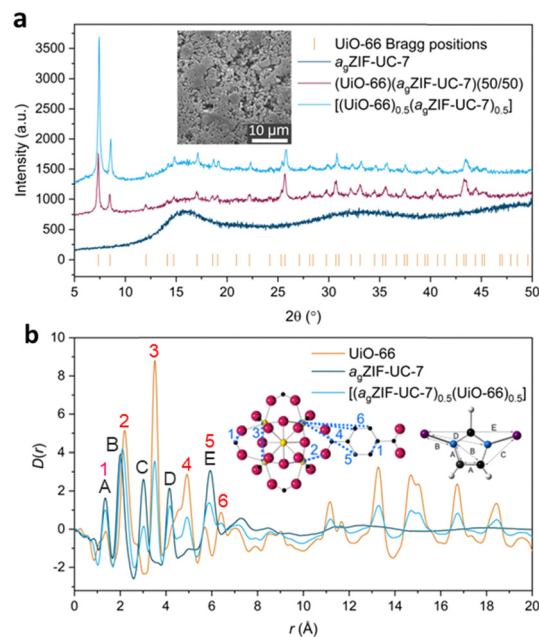 a
3500
3000
2500
2000
1500
1000
500
0
Intensity (a.u.)
UiO-66 Bragg positions
agZIF-UC-7
(UiO-66)(agZIF-UC-7)(50/50)
[(UiO-66)0.5(agZIF-UC-7)0.5]
10 µm
5 10 15 20 25 30 35 40 45 50
2θ (°)
b
10
8
6
4
2
0
-2
D(r)
UiO-66
agZIF-UC-7
[(agZIF-UC-7)0.5(UiO-66)0.5]
1 A
2 B
3
C
4 D
5 E
6
1 3 2 4 5 6 1
E
D
B B
A A
A
0 2 4 6 8 10 12 14 16 18 20
r (Å)